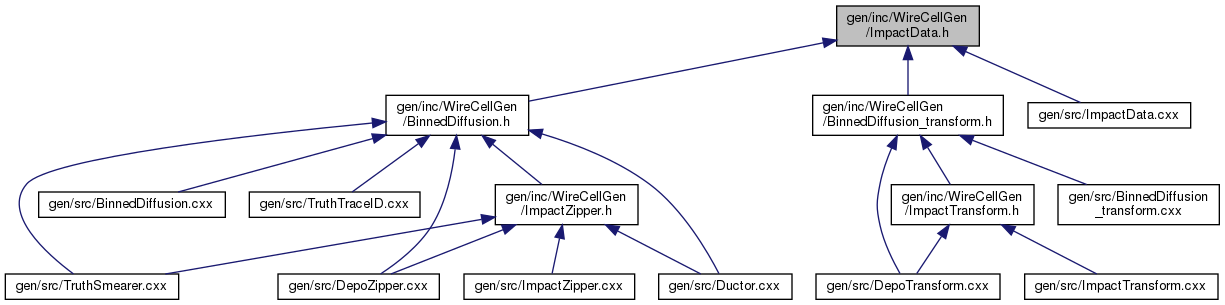 gen/inc/WireCellGen
/ImpactData.h
gen/inc/WireCellGen
/BinnedDiffusion.h
gen/inc/WireCellGen
/BinnedDiffusion_transform.h
gen/src/ImpactData.cxx
gen/src/BinnedDiffusion.cxx
gen/src/TruthTraceID.cxx
gen/inc/WireCellGen
/ImpactZipper.h
gen/inc/WireCellGen
/ImpactTransform.h
gen/src/BinnedDiffusion
_transform.cxx
gen/src/TruthSmearer.cxx
gen/src/DepoZipper.cxx
gen/src/ImpactZipper.cxx
gen/src/Ductor.cxx
gen/src/DepoTransform.cxx
gen/src/ImpactTransform.cxx